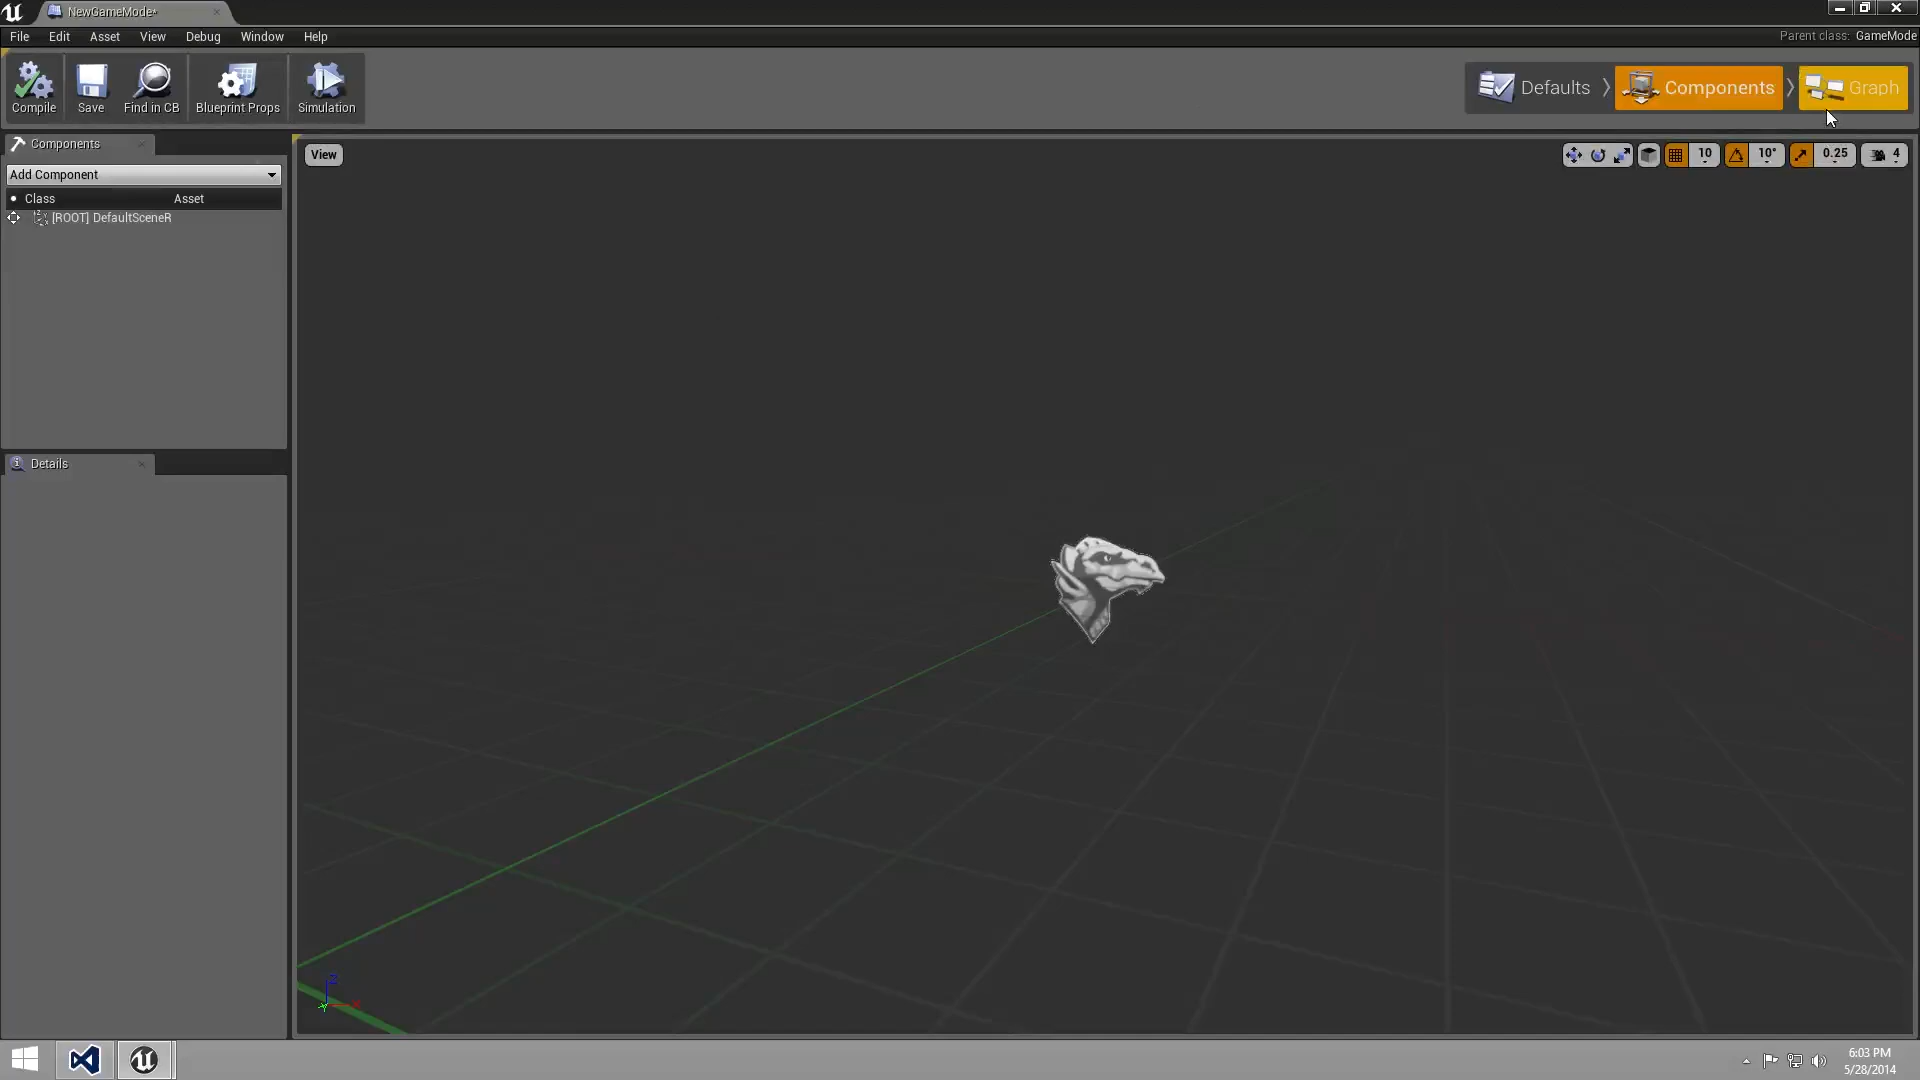 NewGameMode*
File Edit Asset View Debug Window Help
Parent class: GameMode
Compile Save Find in CB Blueprint Props Simulation
Defaults Components Graph
Components
Add Component
Class Asset
[ROOT] DefaultSceneR
Details
View
10 10° 0.25 4
Z
X
Y
6:03 PM
5/28/2014